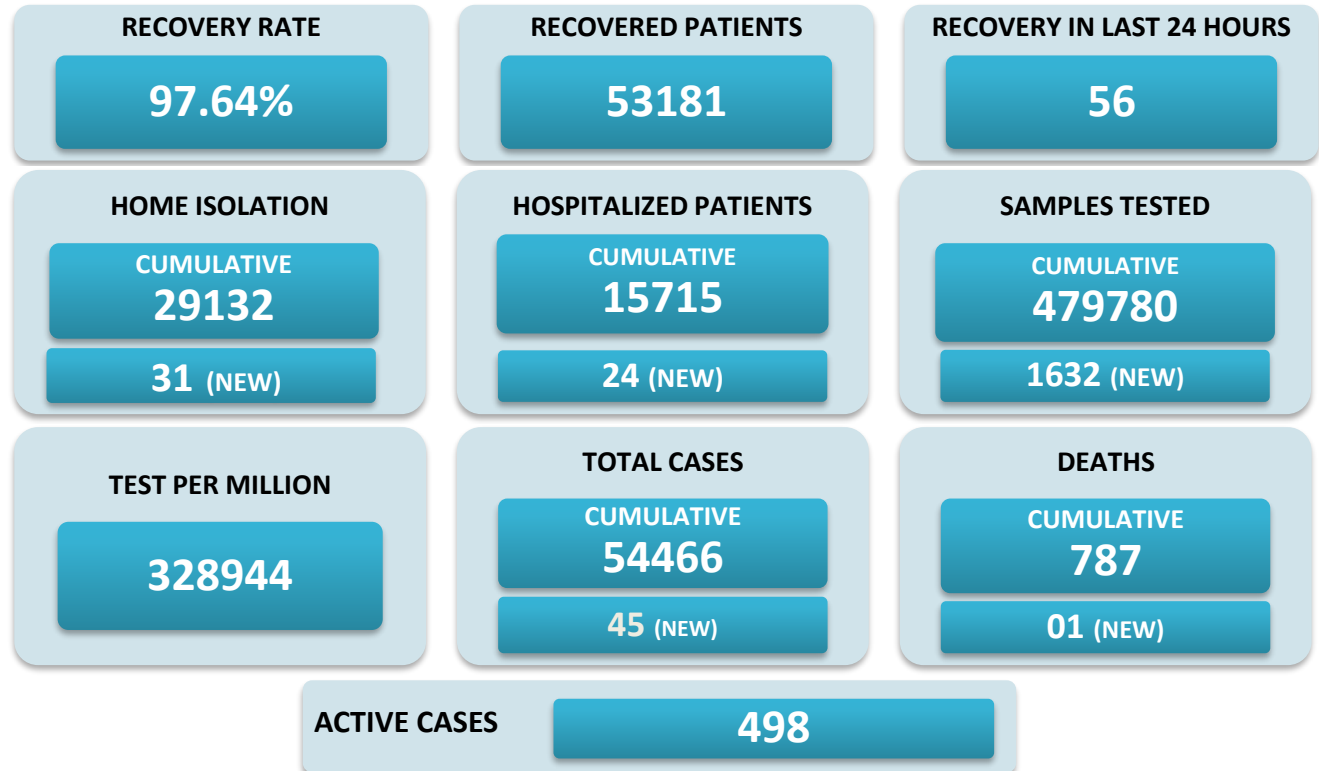 RECOVERY RATE
97.64%
RECOVERED PATIENTS
53181
RECOVERY IN LAST 24 HOURS
56
HOME ISOLATION
CUMULATIVE
29132
31 (NEW)
HOSPITALIZED PATIENTS
CUMULATIVE
15715
24 (NEW)
SAMPLES TESTED
CUMULATIVE
479780
1632 (NEW)
TEST PER MILLION
328944
TOTAL CASES
CUMULATIVE
54466
45 (NEW)
DEATHS
CUMULATIVE
787
01 (NEW)
ACTIVE CASES
498